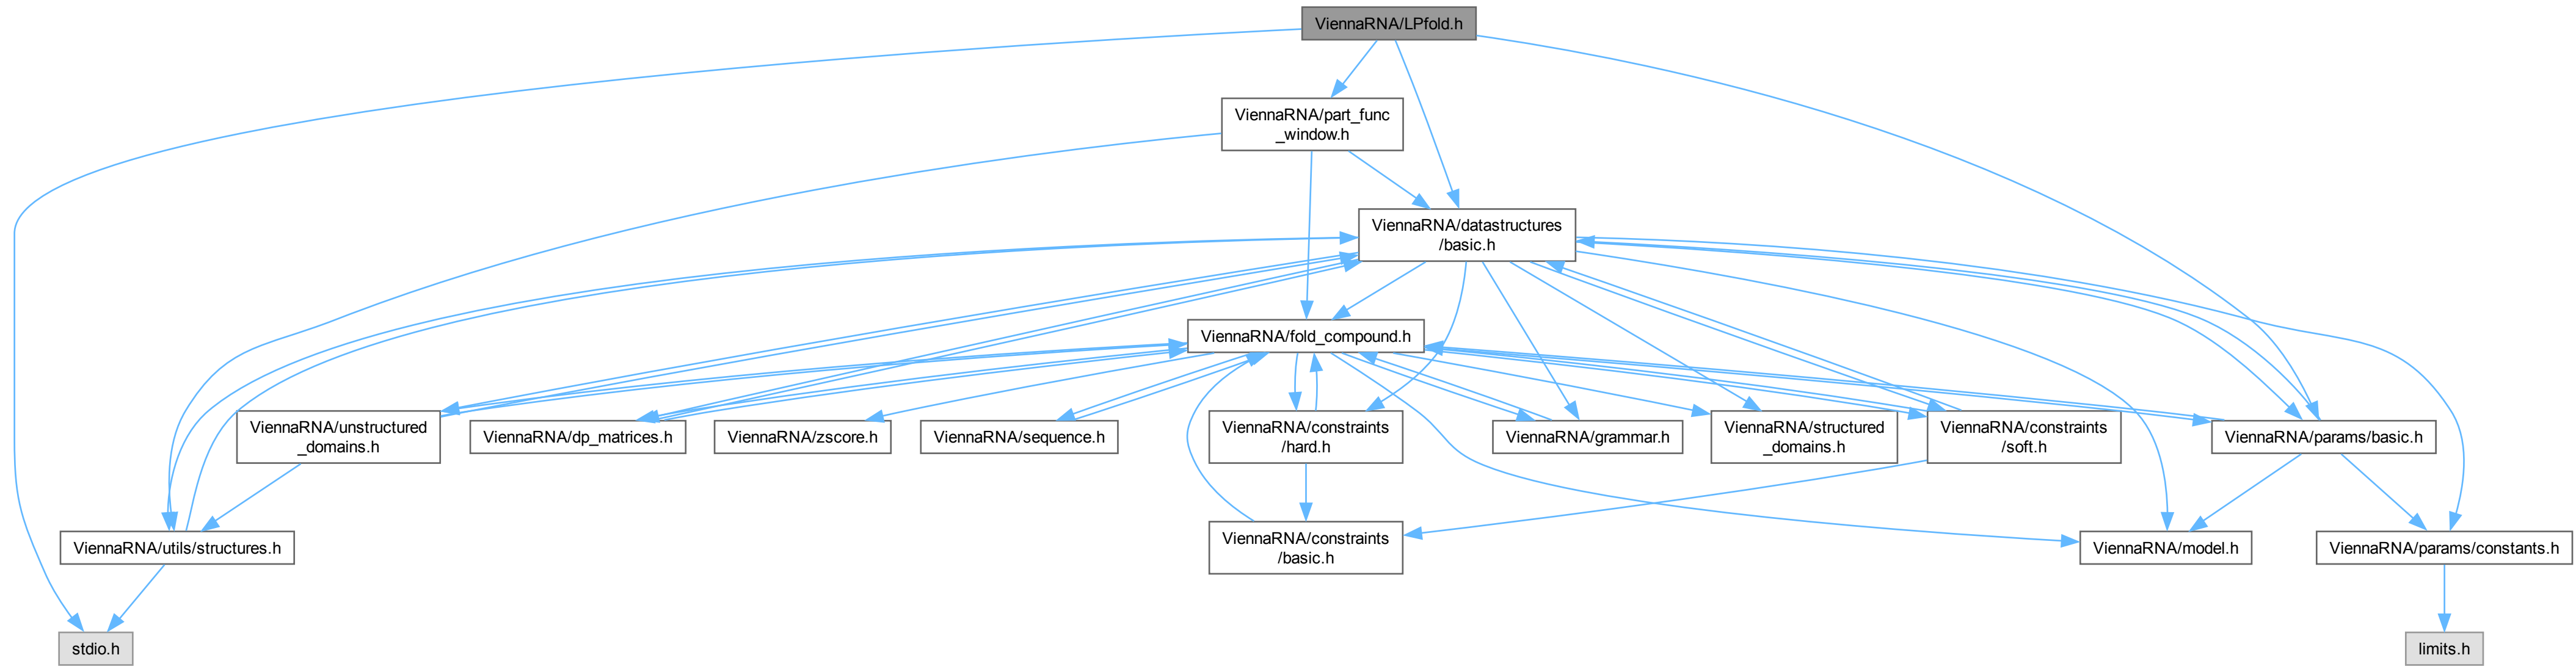 ViennaRNA/LPfold.h
ViennaRNA/part_func
_window.h
ViennaRNA/datastructures
/basic.h
ViennaRNA/fold_compound.h
ViennaRNA/unstructured
_domains.h
ViennaRNA/dp_matrices.h
ViennaRNA/zscore.h
ViennaRNA/sequence.h
ViennaRNA/constraints
/hard.h
ViennaRNA/grammar.h
ViennaRNA/structured
_domains.h
ViennaRNA/constraints
/soft.h
ViennaRNA/params/basic.h
ViennaRNA/utils/structures.h
ViennaRNA/constraints
/basic.h
ViennaRNA/model.h
ViennaRNA/params/constants.h
stdio.h
limits.h